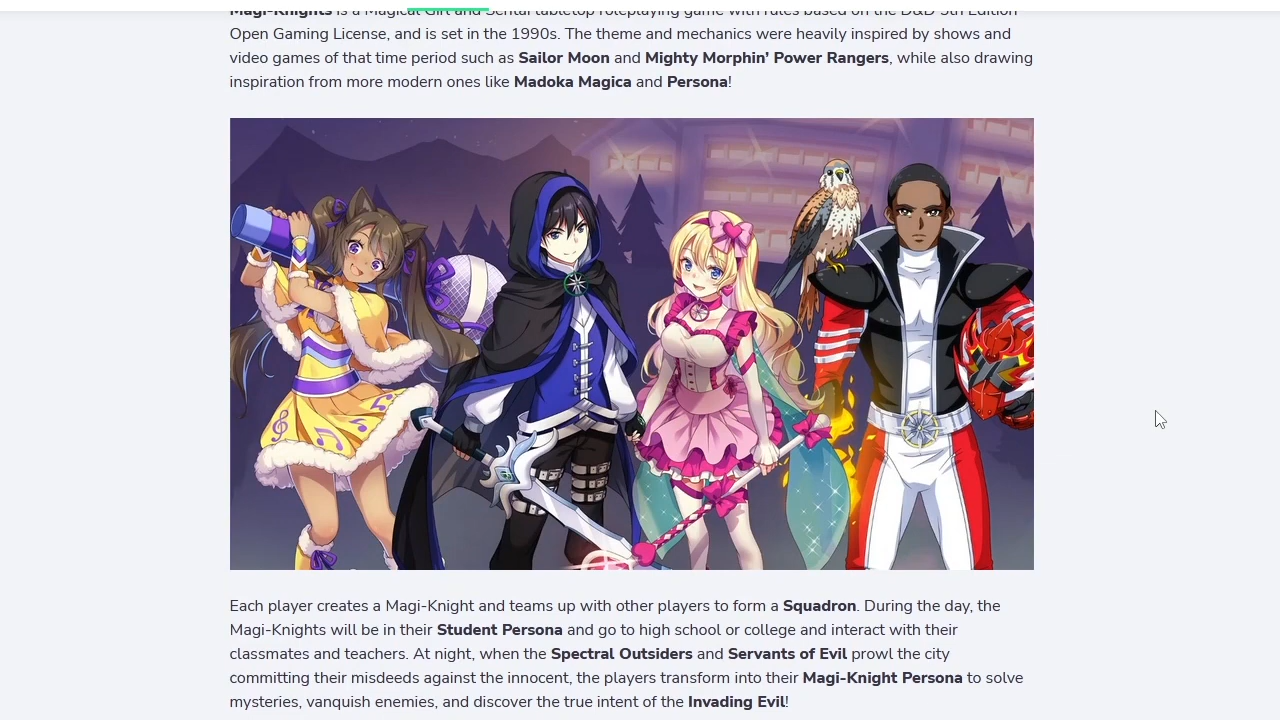 Magi-Knights is a Magical Girl and Sentai tabletop roleplaying game with rules based on the D&D 5th Edition
Open Gaming License, and is set in the 1990s. The theme and mechanics were heavily inspired by shows and
video games of that time period such as Sailor Moon and Mighty Morphin’ Power Rangers, while also drawing
inspiration from more modern ones like Madoka Magica and Persona!
Each player creates a Magi-Knight and teams up with other players to form a Squadron. During the day, the
Magi-Knights will be in their Student Persona and go to high school or college and interact with their
classmates and teachers. At night, when the Spectral Outsiders and Servants of Evil prowl the city
committing their misdeeds against the innocent, the players transform into their Magi-Knight Persona to solve
mysteries, vanquish enemies, and discover the true intent of the Invading Evil!